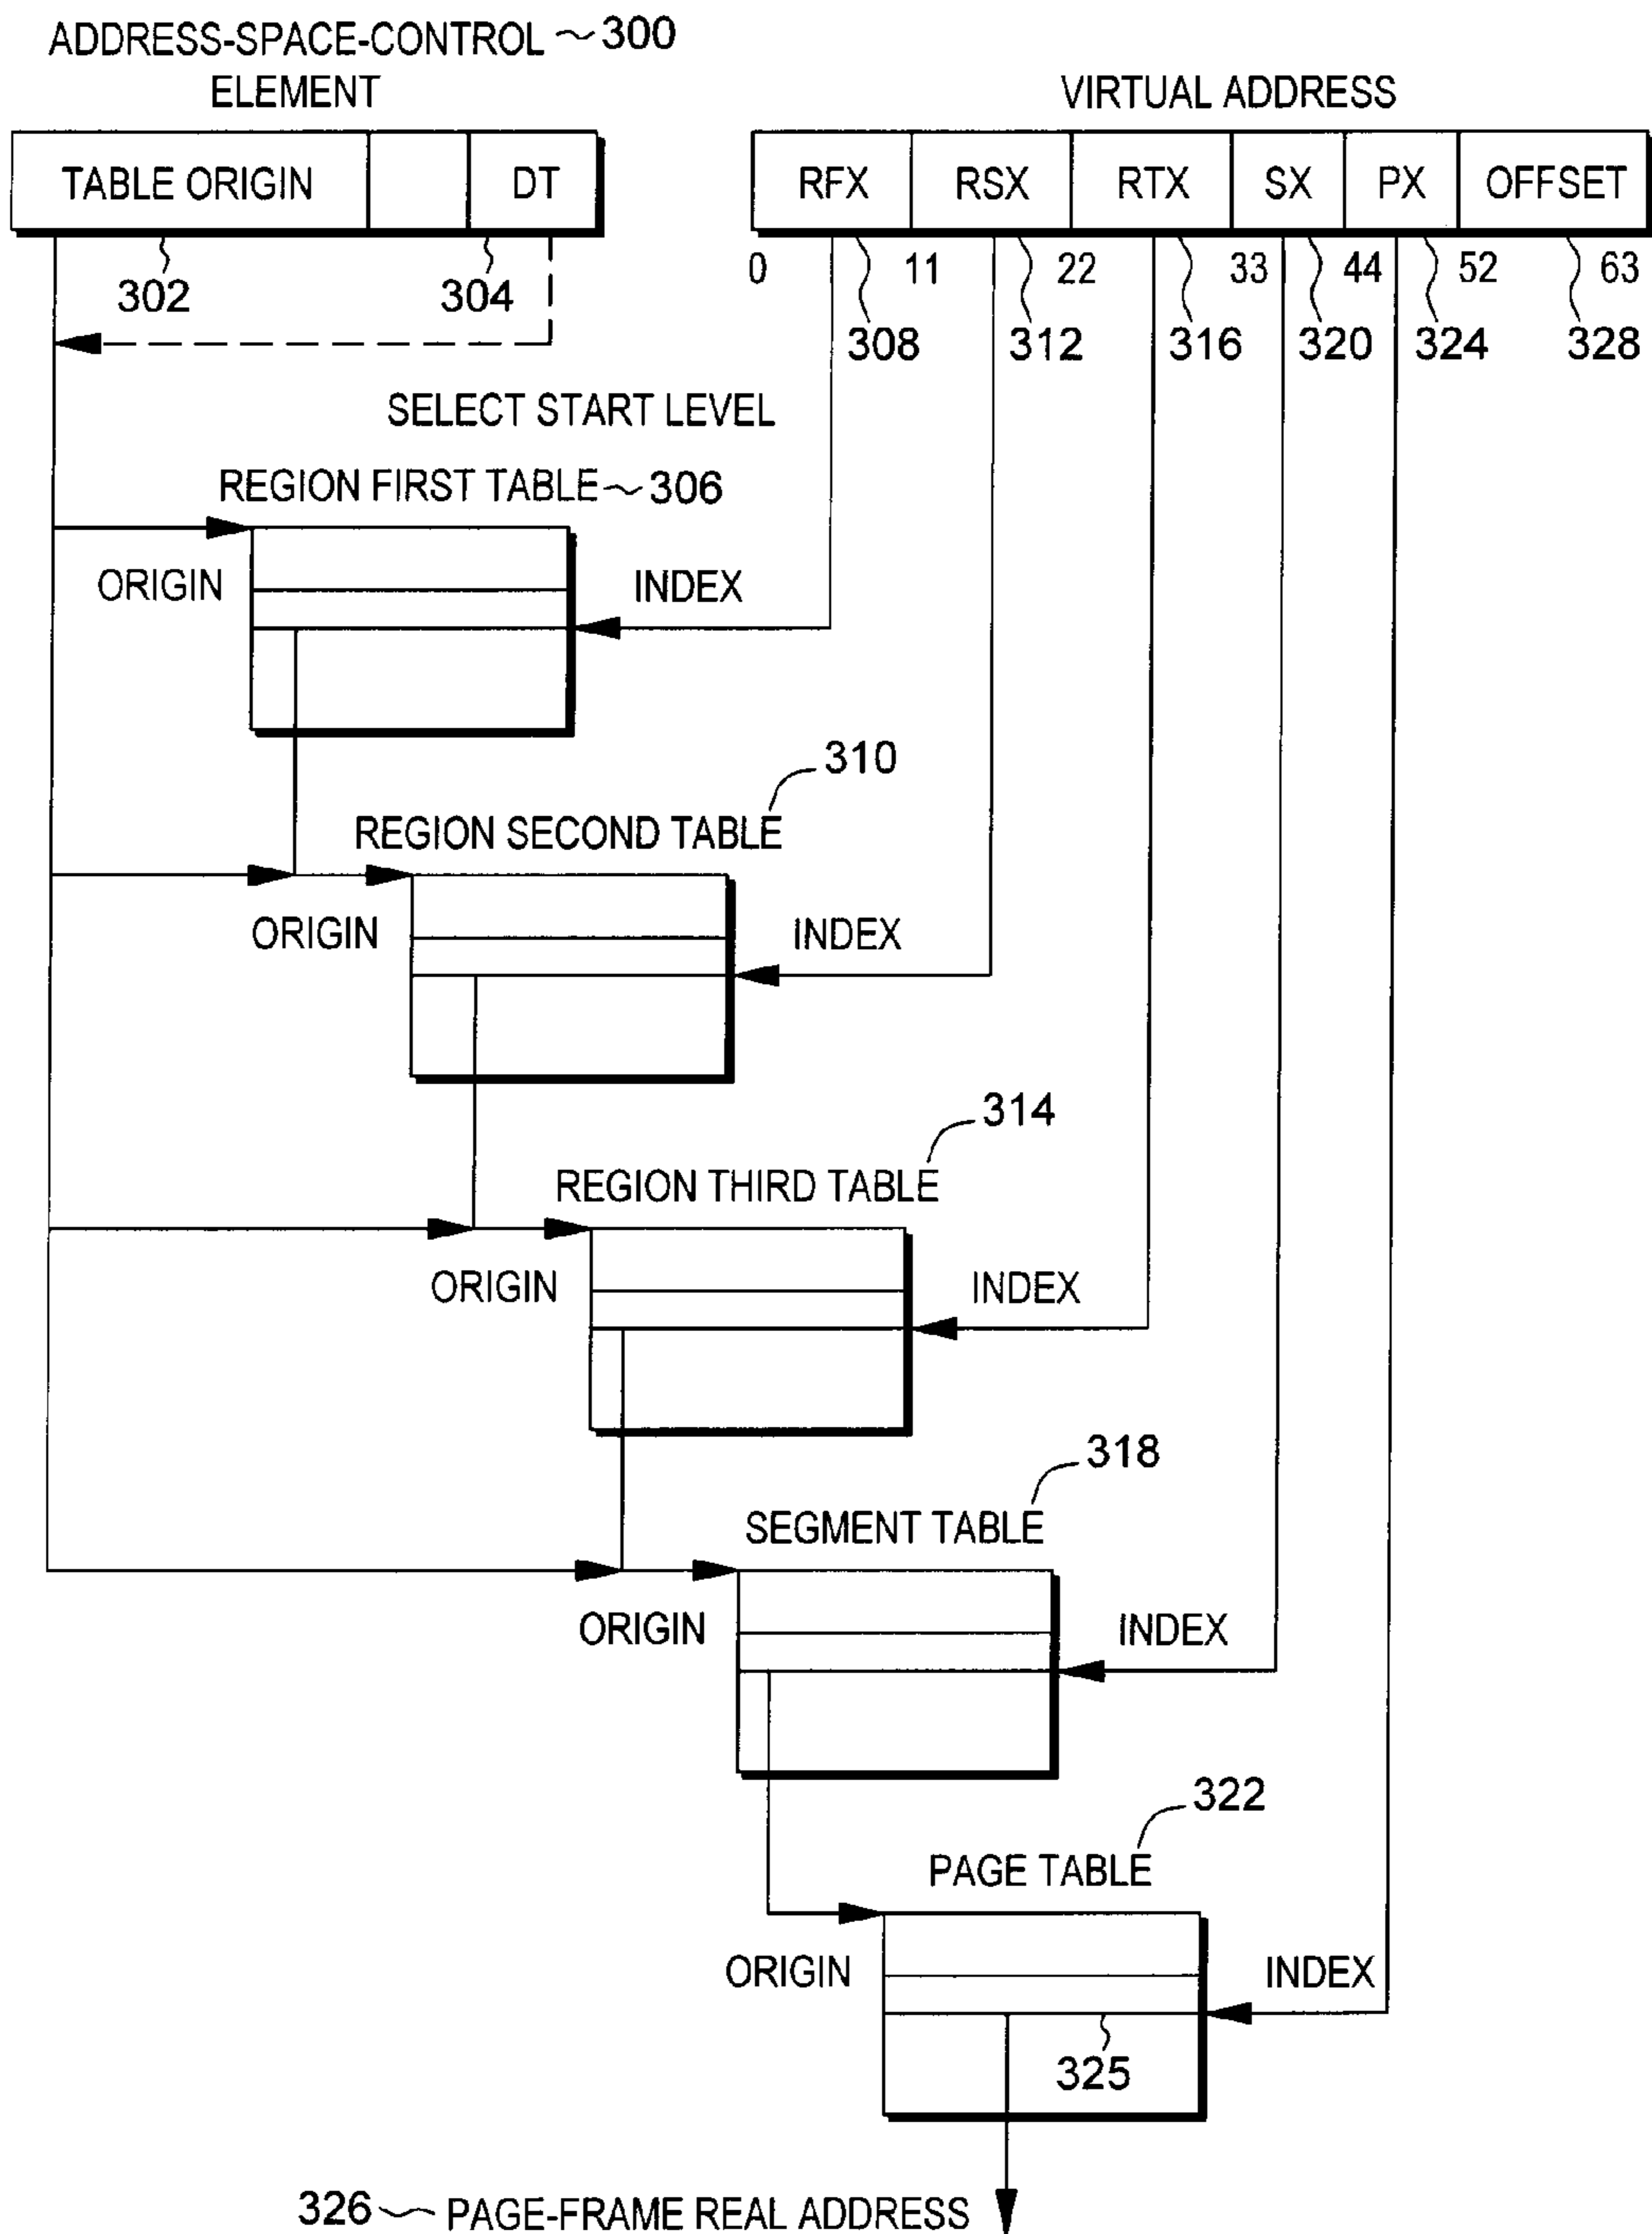 ADDRESS-SPACE-CONTROL ~300
ELEMENT
VIRTUAL ADDRESS
TABLE ORIGIN DT
RFX RSX RTX SX PX OFFSET
0 11 22 33 44 52 63
302 304
308 312 316 320 324 328
SELECT START LEVEL
REGION FIRST TABLE ~306
ORIGIN INDEX
310
REGION SECOND TABLE
ORIGIN INDEX
314
REGION THIRD TABLE
ORIGIN INDEX
318
SEGMENT TABLE
ORIGIN INDEX
322
PAGE TABLE
ORIGIN INDEX
325
326 ~ PAGE-FRAME REAL ADDRESS